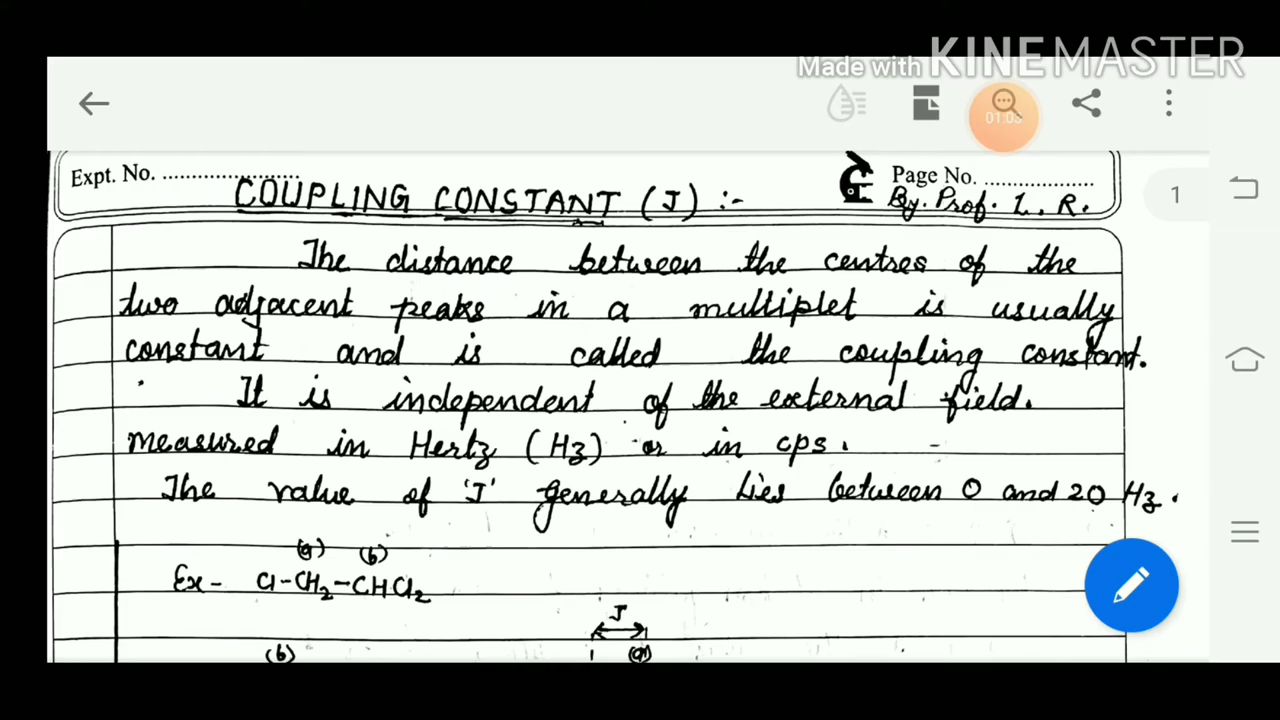 Made with KINEMASTER
01:03
Expt. No. ........................
Page No. ....................
COUPLING CONSTANT (J) :-
By. Prof. L. R.
1
The distance between the centres of the
two adjacent peaks in a multiplet is usually
constant and is called the coupling constant.
It is independent of the external field.
measured in Hertz (Hz) or in cps.
The value of 'J' generally lies between 0 and 20 Hz.
(a) (b)
Ex- Cl-CH2-CHCl2
J
(b) (a)